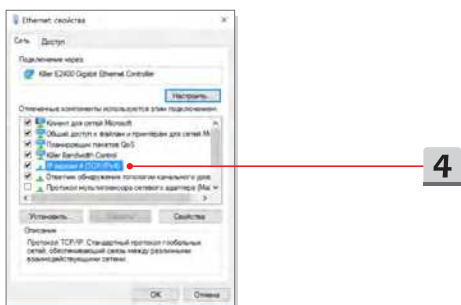 Ethernet: свойства
Сеть Доступ
Подключение через:
Killer E2400 Gigabit Ethernet Controller
Настроить...
Отмеченные компоненты используются этим подключением:
Клиент для сетей Microsoft
Общий доступ к файлам и принтерам для сетей Mi
Планировщик пакетов QoS
Killer Bandwidth Control
IP версии 4 (TCP/IPv4)
4
Ответчик обнаружения топологии канального уров
Протокол мультиплексора сетевого адаптера (Май
Установить... Удалить Свойства
Описание
Протокол TCP/IP. Стандартный протокол глобальных
сетей, обеспечивающий связь между различными
взаимодействующими сетями.
OK Отмена